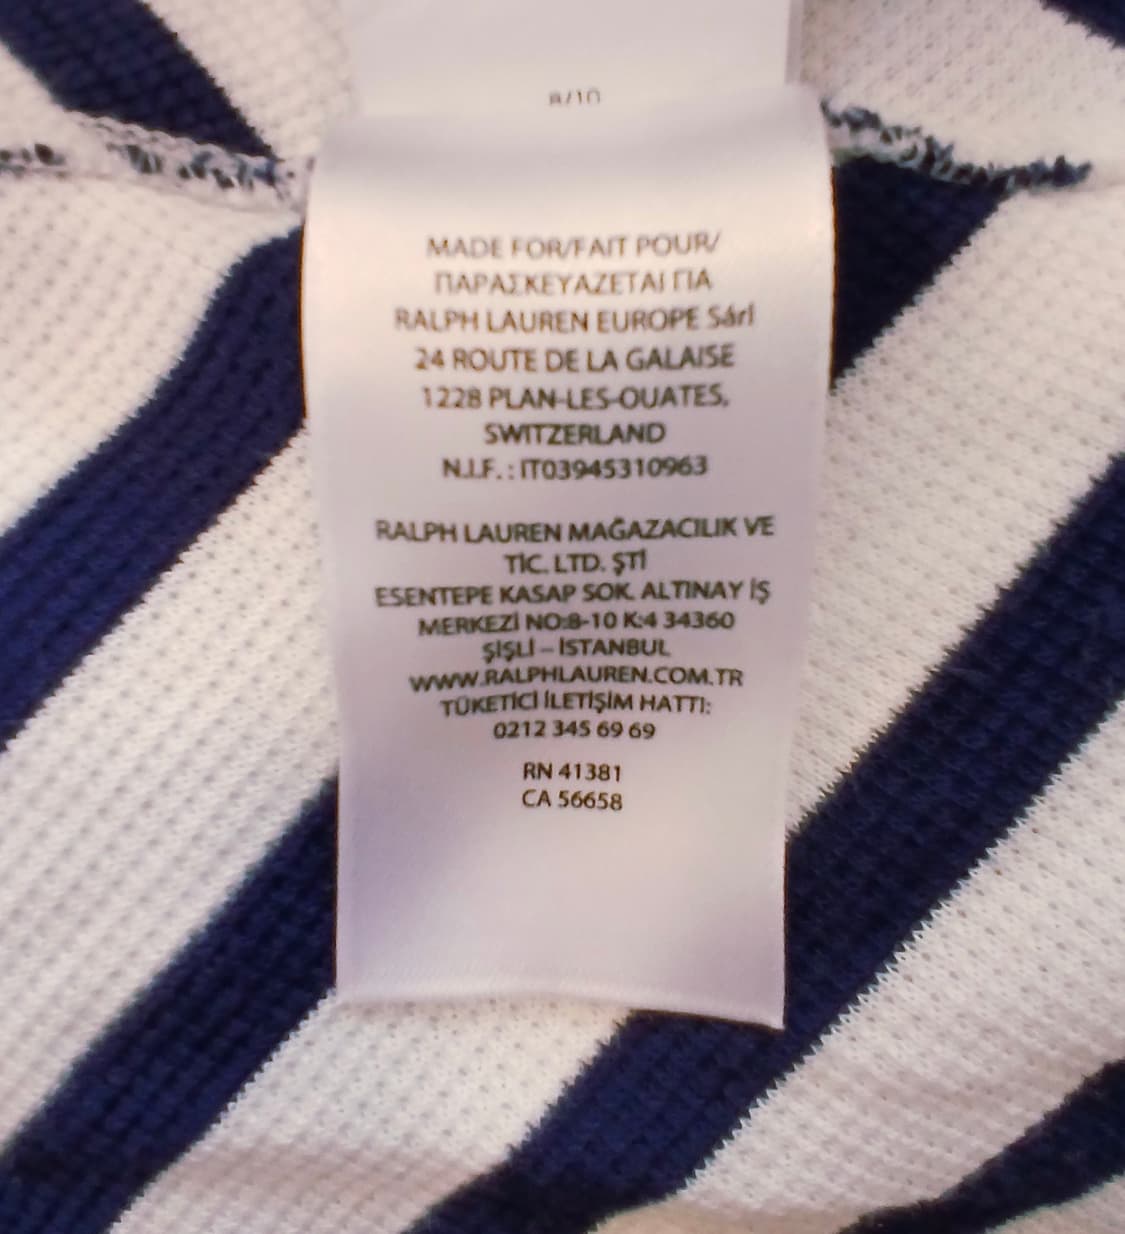 8/10
MADE FOR/FAIT POUR/
ΠΑΡΑΣΚΕΥΑΖΕΤΑΙ ΓΙΑ
RALPH LAUREN EUROPE Sárl
24 ROUTE DE LA GALAISE
1228 PLAN-LES-OUATES,
SWITZERLAND
N.I.F. : IT03945310963
RALPH LAUREN MAĞAZACILIK VE
TİC. LTD. ŞTİ
ESENTEPE KASAP SOK. ALTINAY İŞ
MERKEZİ NO:8-10 K:4 34360
ŞİŞLİ – İSTANBUL
WWW.RALPHLAUREN.COM.TR
TÜKETİCİ İLETİŞİM HATTI:
0212 345 69 69
RN 41381
CA 56658